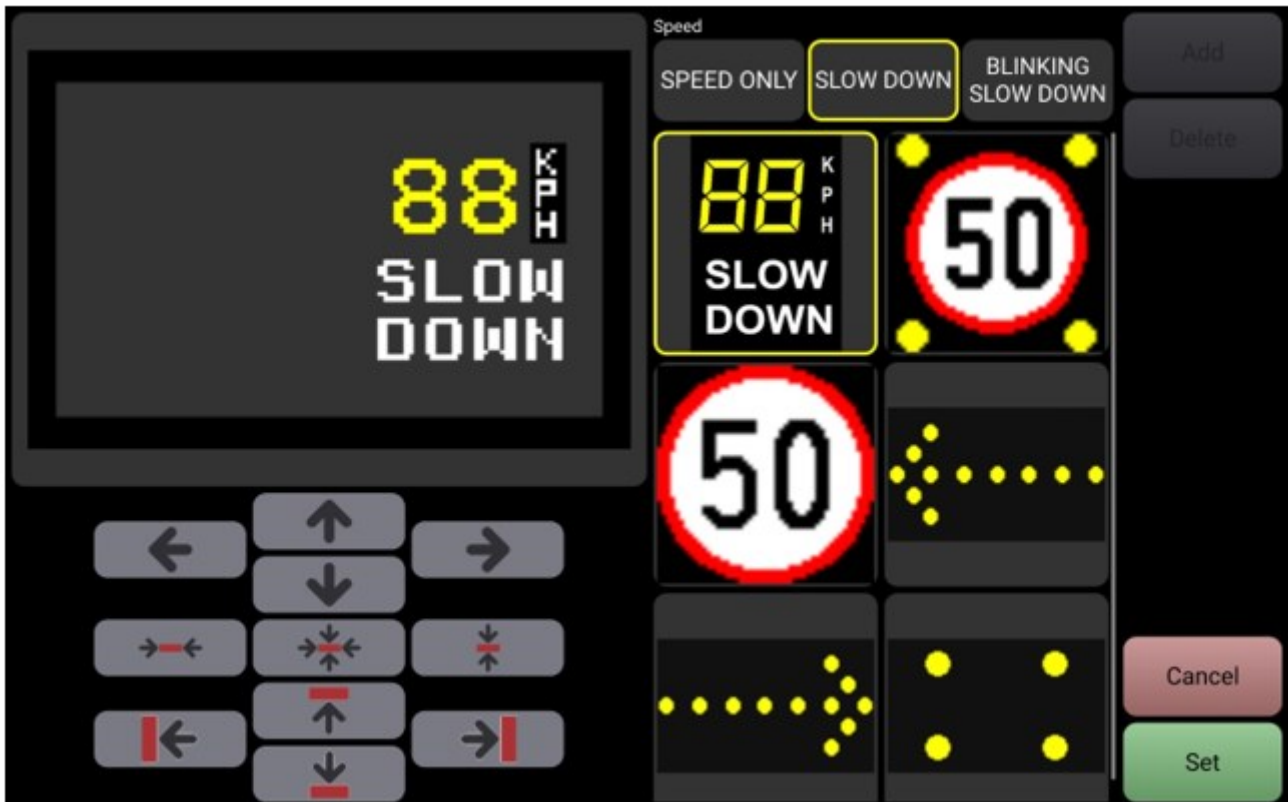 88 KPH
SLOW
DOWN
Speed
SPEED ONLY
SLOW DOWN
BLINKING
SLOW DOWN
88 KPH
SLOW
DOWN
50
50
Add
Delete
Cancel
Set